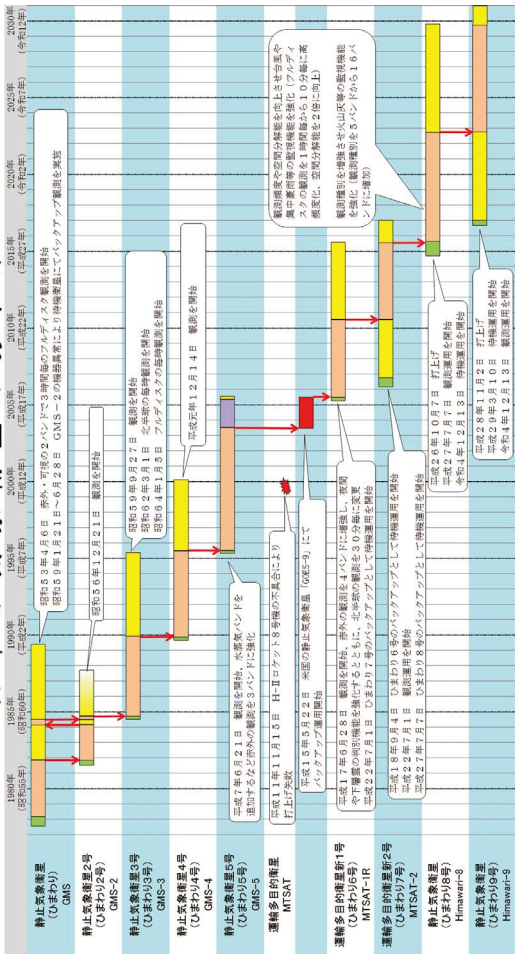 1980年
(昭和55年)
1985年
(昭和60年)
1990年
(平成2年)
1995年
(平成7年)
2000年
(平成12年)
2005年
(平成17年)
2010年
(平成22年)
2015年
(平成27年)
2020年
(令和2年)
2025年
(令和7年)
2030年
(令和12年)
静止気象衛星
(ひまわり)
GMS
昭和53年4月6日 赤外・可視の2バンドで3時間毎のフルディスク観測を開始
昭和59年1月21日~6月28日 GMS-2の機器異常により待機衛星にてバックアップ観測を実施
静止気象衛星2号
(ひまわり2号)
GMS-2
昭和56年12月21日 観測を開始
静止気象衛星3号
(ひまわり3号)
GMS-3
昭和59年9月27日 観測を開始
昭和62年3月1日 北半球の毎時観測を開始
昭和64年1月5日 フルディスクの毎時観測を開始
静止気象衛星4号
(ひまわり4号)
GMS-4
平成元年12月14日 観測を開始
静止気象衛星5号
(ひまわり5号)
GMS-5
平成7年6月21日 観測を開始、水蒸気バンドを
追加するなど赤外の観測を3バンドに強化
運輸多目的衛星
MTSAT
平成11年11月15日 H-Ⅱロケット8号機の不具合により
打上げ失敗
平成15年5月22日 米国の静止気象衛星「GOES-9」にて
バックアップ運用開始
運輸多目的衛星新1号
(ひまわり6号)
MTSAT-1R
平成17年6月28日 観測を開始、赤外の観測を4バンドに増強し、夜間
や下層雲の判別機能を強化するとともに、北半球の観測を30分毎に変更
平成22年7月1日 ひまわり7号のバックアップとして待機運用を開始
運輸多目的衛星新2号
(ひまわり7号)
MTSAT-2
平成18年9月4日 ひまわり6号のバックアップとして待機運用を開始
平成22年7月1日 観測運用を開始
平成27年7月7日 ひまわり8号のバックアップとして待機運用を開始
静止気象衛星
(ひまわり8号)
Himawari-8
観測頻度や空間分解能を向上させ台風や
集中豪雨等の監視機能を強化(フルディ
スクの観測を1時間毎から10分毎に高
頻度化、空間分解能を2倍に向上)
観測種別を増強させ火山灰等の監視機能
を強化(観測種別を5バンドから16バ
ンドに増加)
平成26年10月7日 打上げ
平成27年7月7日 観測運用を開始
令和4年12月13日 待機運用を開始
静止気象衛星
(ひまわり9号)
Himawari-9
平成28年11月2日 打上げ
平成29年3月10日 待機運用を開始
令和4年12月13日 観測運用を開始